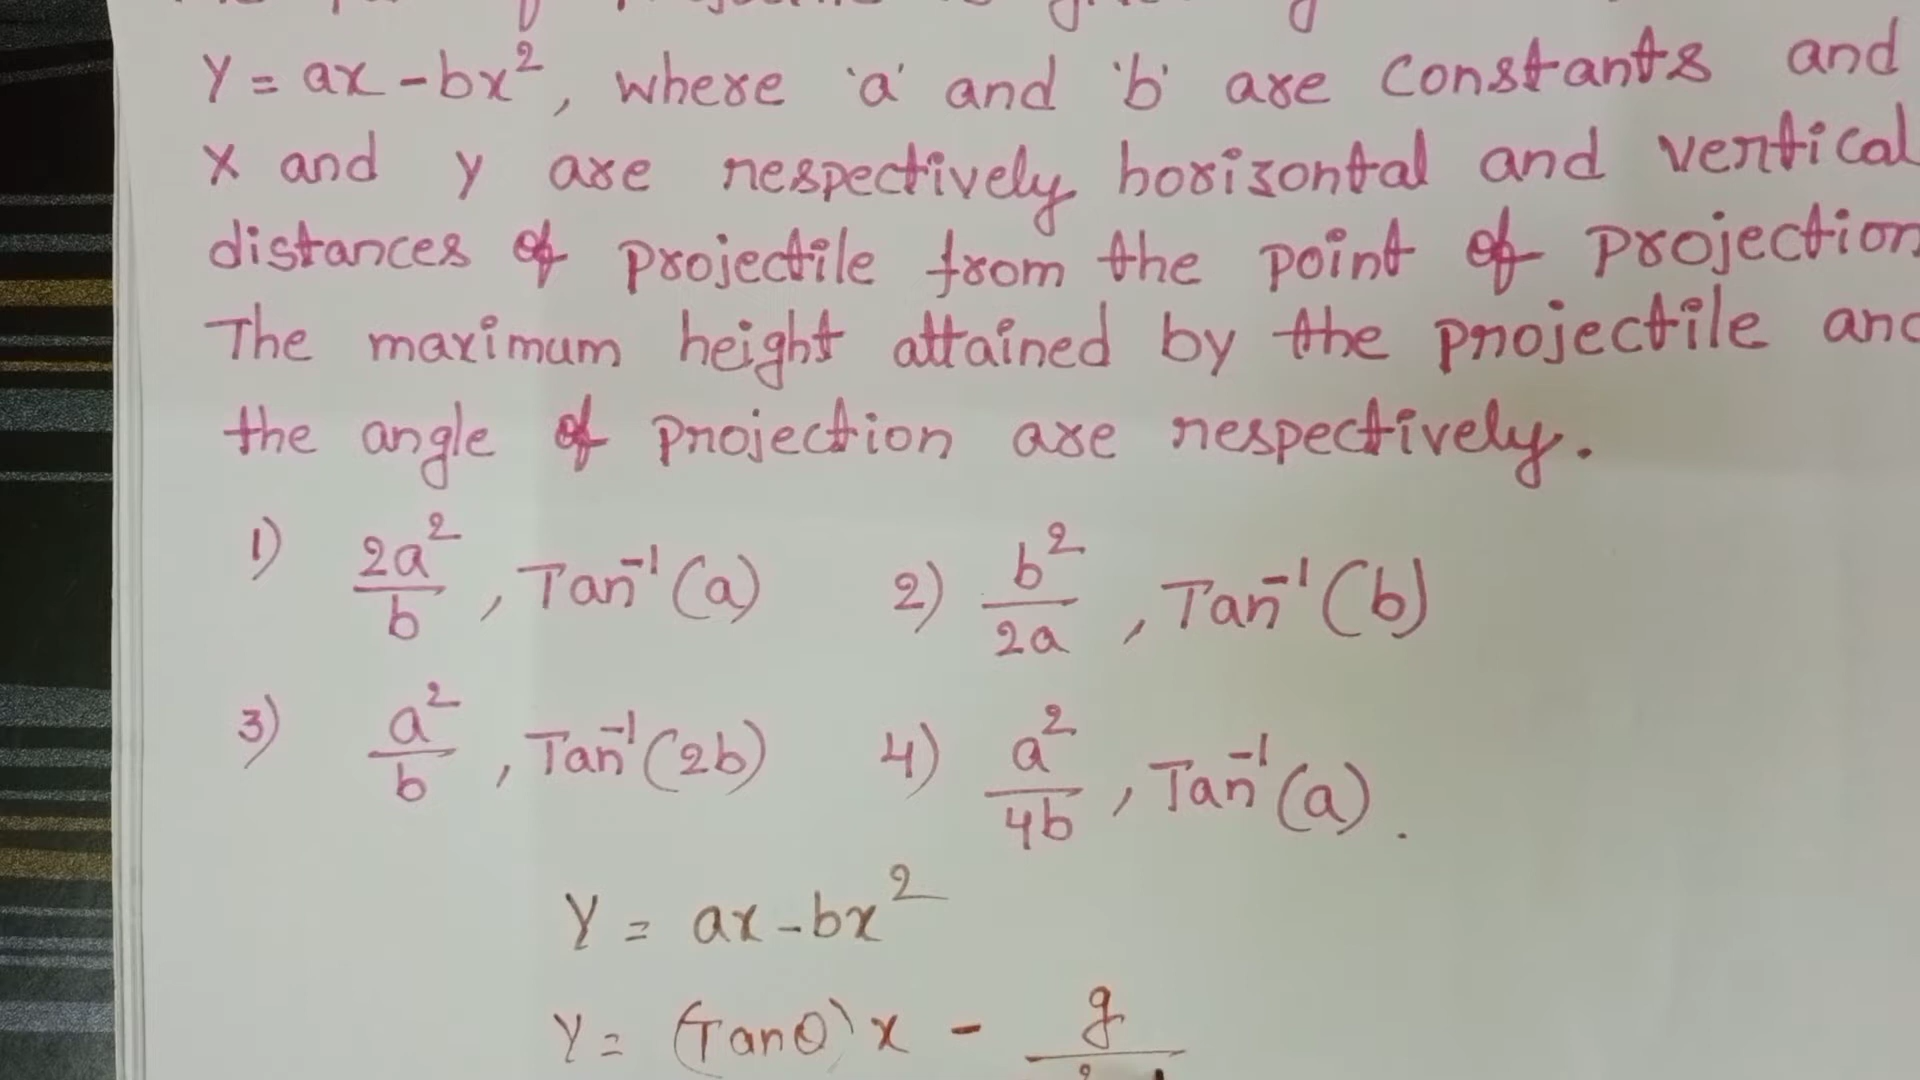 Y = ax - bx², where 'a' and 'b' are constants and
x and y are respectively horizontal and vertical
distances of projectile from the point of projection
The maximum height attained by the projectile and
the angle of projection are respectively.
1) 2a²/b , Tan⁻¹(a) 2) b²/2a , Tan⁻¹(b)
3) a²/b , Tan⁻¹(2b) 4) a²/4b , Tan⁻¹(a).
Y = ax - bx²
Y = (Tanθ) x - g